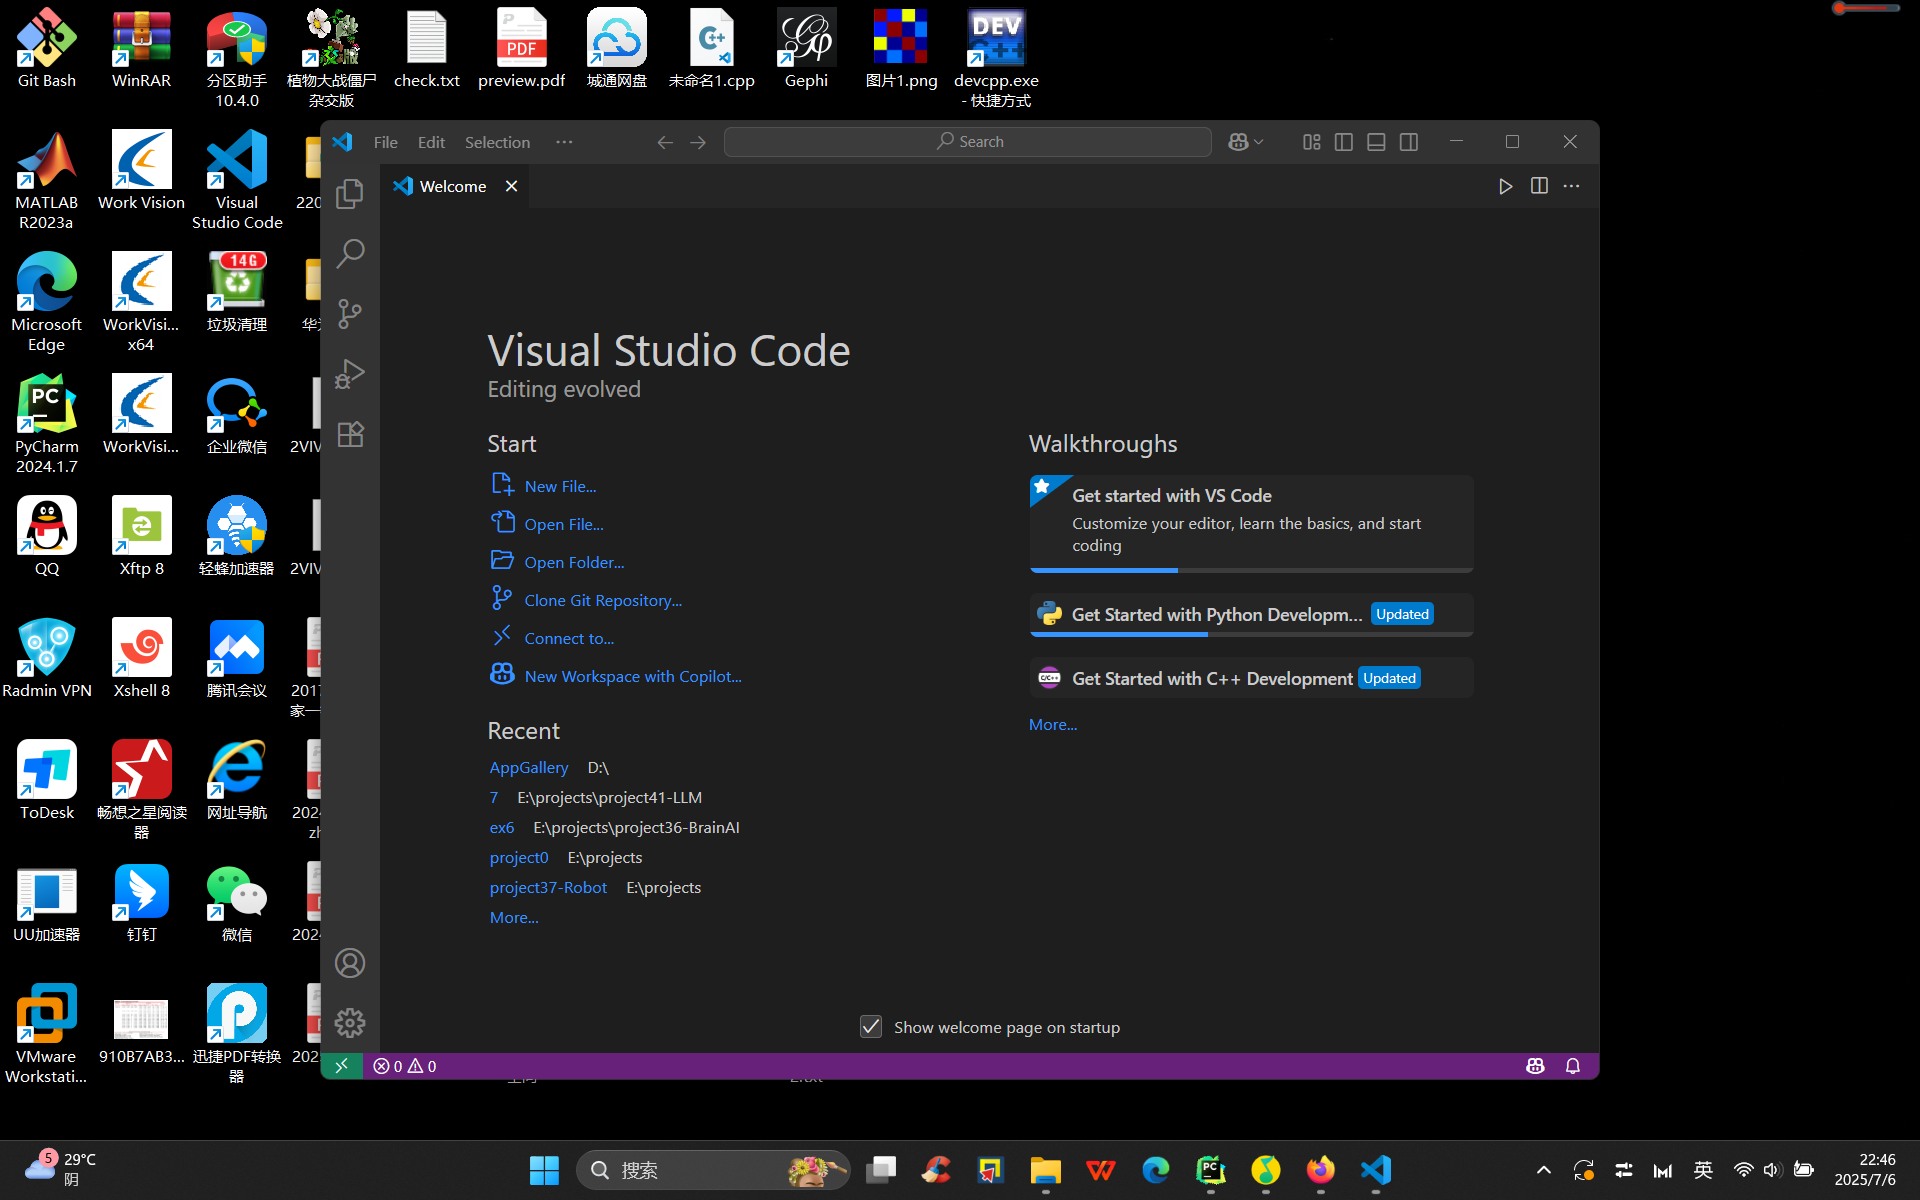 Git Bash
WinRAR
分区助手
10.4.0
植物大战僵尸
杂交版
check.txt
PDF
preview.pdf
城通网盘
C++
未命名1.cpp
Gephi
图片1.png
DEV
devcpp.exe
- 快捷方式
MATLAB
R2023a
Work Vision
Visual
Studio Code
220
Microsoft
Edge
WorkVisi...
x64
14G
垃圾清理
PC
PyCharm
2024.1.7
WorkVisi...
企业微信
2VIV
QQ
Xftp 8
轻蜂加速器
2VIV
Radmin VPN
Xshell 8
腾讯会议
2017
家一
ToDesk
畅想之星阅读
器
网址导航
2024
UU加速器
钉钉
微信
2024
VMware
Workstati...
910B7AB3...
迅捷PDF转换
器
202
File Edit Selection ···
Search
Welcome
Visual Studio Code
Editing evolved
Start
New File...
Open File...
Open Folder...
Clone Git Repository...
Connect to...
New Workspace with Copilot...
Recent
AppGallery D:\
7 E:\projects\project41-LLM
ex6 E:\projects\project36-BrainAI
project0 E:\projects
project37-Robot E:\projects
More...
Walkthroughs
Get started with VS Code
Customize your editor, learn the basics, and start
coding
Get Started with Python Developm... Updated
C/C++
Get Started with C++ Development Updated
More...
Show welcome page on startup
0 0
5
29°C
阴
搜索
PC
英
22:46
2025/7/6